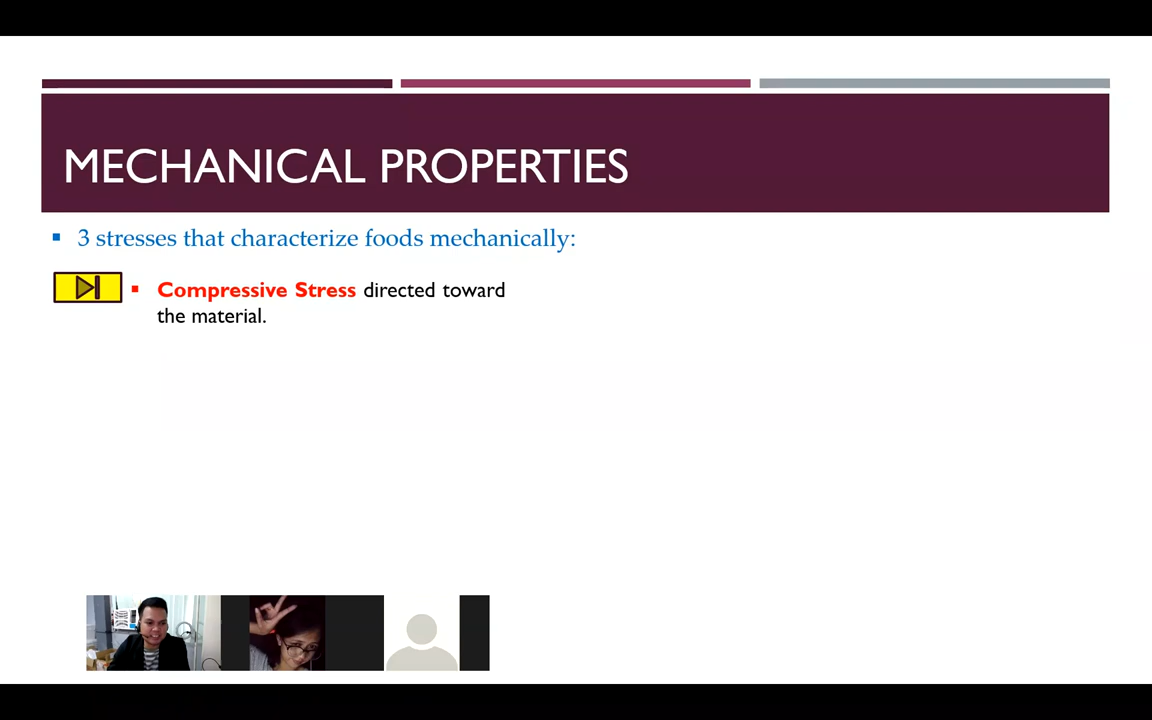 MECHANICAL PROPERTIES
3 stresses that characterize foods mechanically:
Compressive Stress directed toward
the material.